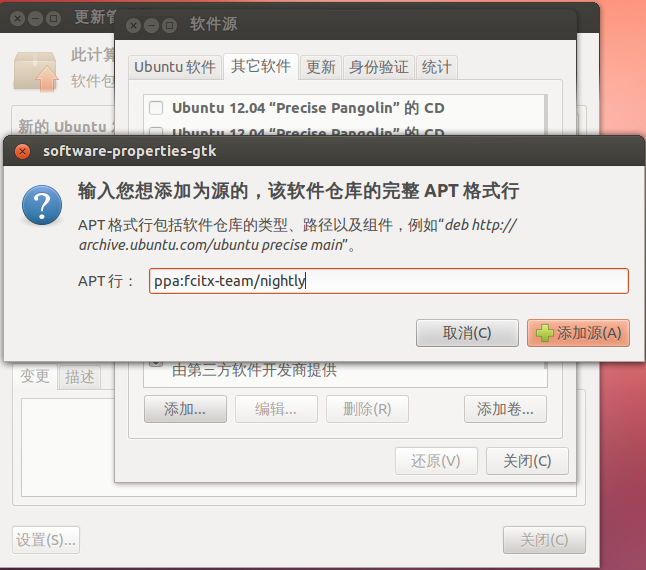 更新管
软件源
此计算
软件包
Ubuntu 软件
其它软件
更新
身份验证
统计
新的 Ubuntu
Ubuntu 12.04 “Precise Pangolin” 的 CD
Ubuntu 12.04 “Precise Pangolin” 的 CD
software-properties-gtk
输入您想添加为源的，该软件仓库的完整 APT 格式行
APT 格式行包括软件仓库的类型、路径以及组件，例如“deb http://
archive.ubuntu.com/ubuntu precise main”。
APT 行：
ppa:fcitx-team/nightly
取消(C)
添加源(A)
由第三方软件开发商提供
变更
描述
添加...
编辑...
删除(R)
添加卷...
还原(V)
关闭(C)
设置(S)...
关闭(C)